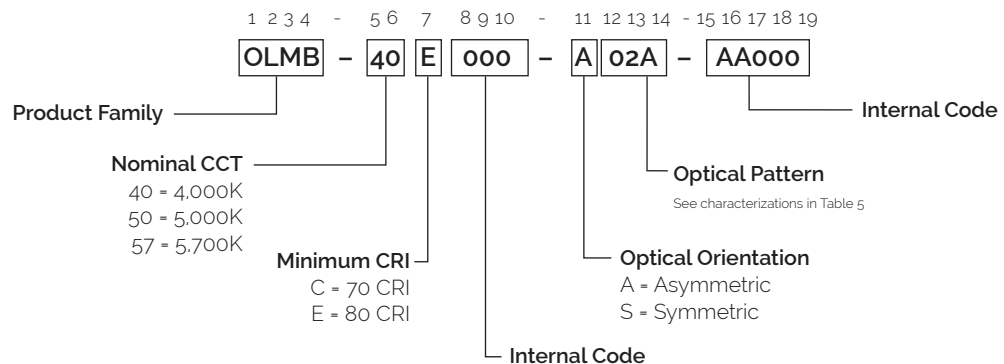 1 2 3 4 - 5 6 7 8 9 10 - 11 12 13 14 - 15 16 17 18 19
OLMB – 40 E 000 – A 02A – AA000
Product Family
Internal Code
Nominal CCT
40 = 4,000K
50 = 5,000K
57 = 5,700K
Optical Pattern
See characterizations in Table 5
Minimum CRI
C = 70 CRI
E = 80 CRI
Optical Orientation
A = Asymmetric
S = Symmetric
Internal Code